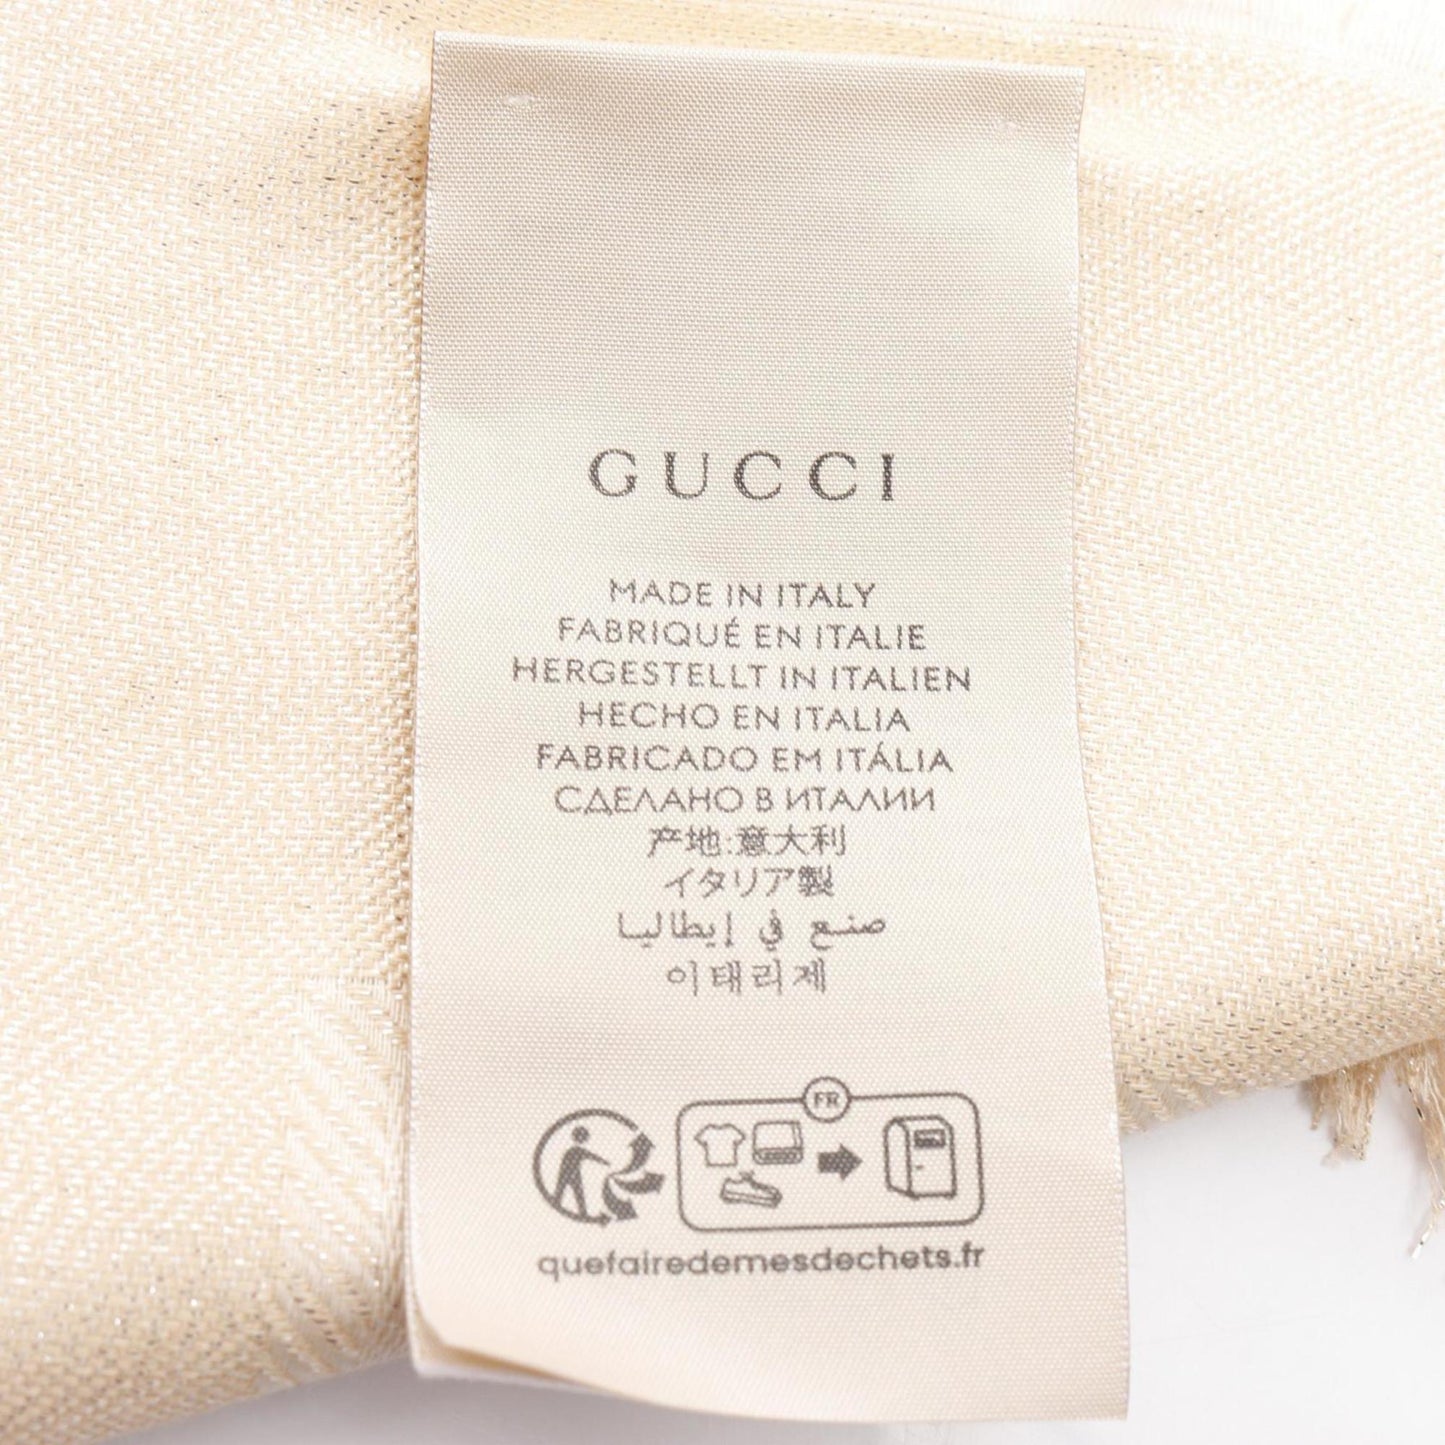 GUCCI
MADE IN ITALY
FABRIQUÉ EN ITALIE
HERGESTELLT IN ITALIEN
HECHO EN ITALIA
FABRICADO EM ITÁLIA
СДЕЛАНО В ИТАЛИИ
产地:意大利
イタリア製
صنع في إيطاليا
이태리제
FR
quefairedemesdechets.fr